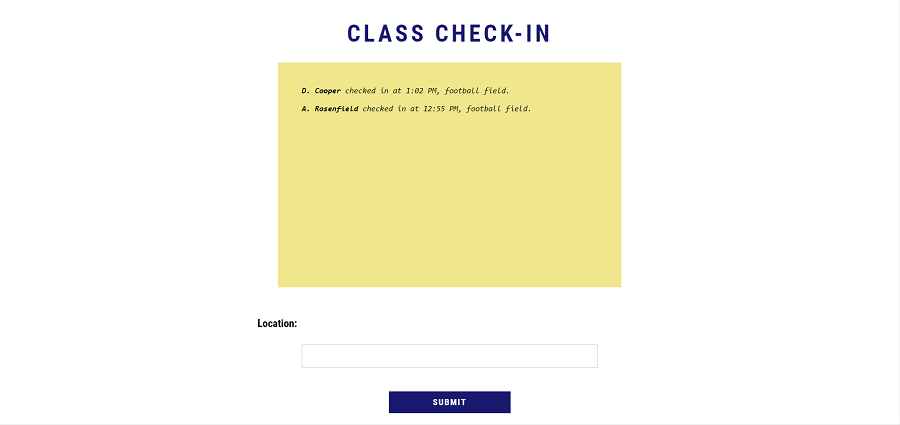 CLASS CHECK-IN
D. Cooper checked in at 1:02 PM, football field.
A. Rosenfield checked in at 12:55 PM, football field.
Location:
SUBMIT